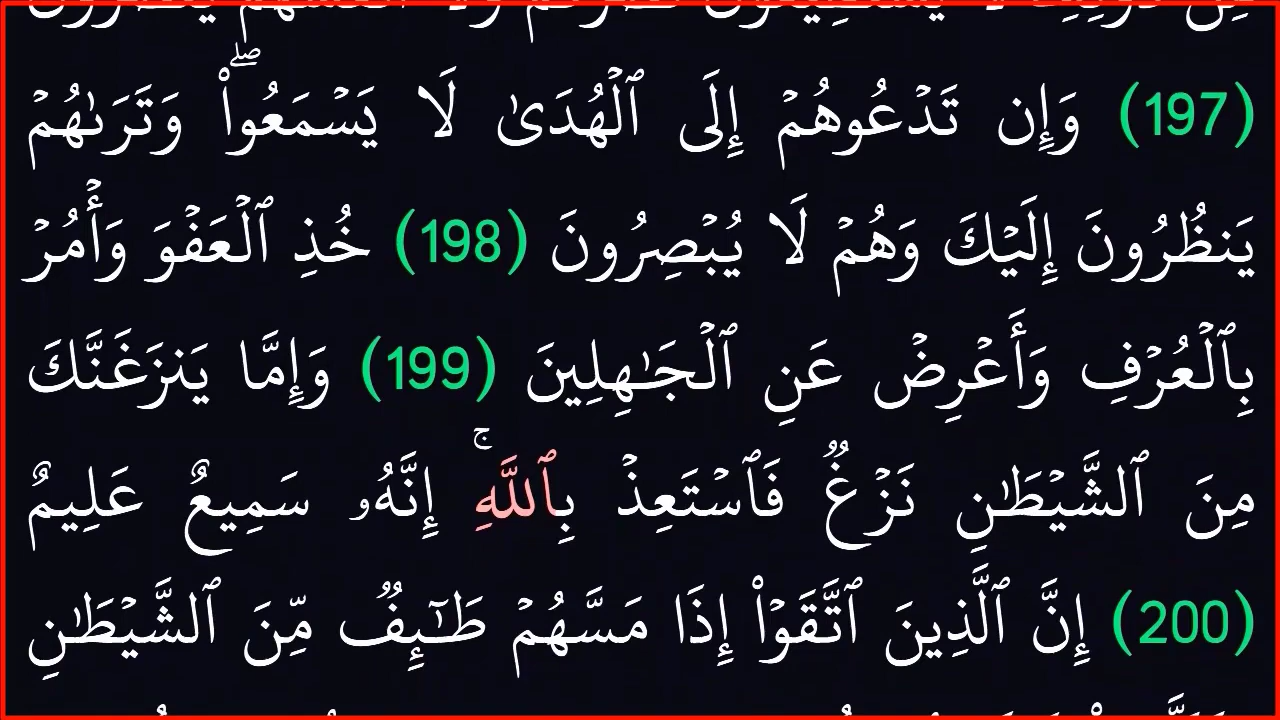 (197) وَإِن تَدْعُوهُمْ إِلَى ٱلْهُدَىٰ لَا يَسْمَعُوا۟ ۖ وَتَرَىٰهُمْ
يَنظُرُونَ إِلَيْكَ وَهُمْ لَا يُبْصِرُونَ (198) خُذِ ٱلْعَفْوَ وَأْمُرْ
بِٱلْعُرْفِ وَأَعْرِضْ عَنِ ٱلْجَـٰهِلِينَ (199) وَإِمَّا يَنزَغَنَّكَ
مِنَ ٱلشَّيْطَـٰنِ نَزْغٌ فَٱسْتَعِذْ بِٱللَّهِ ۚ إِنَّهُۥ سَمِيعٌ عَلِيمٌ
(200) إِنَّ ٱلَّذِينَ ٱتَّقَوْا۟ إِذَا مَسَّهُمْ طَـٰٓئِفٌ مِّنَ ٱلشَّيْطَـٰنِ